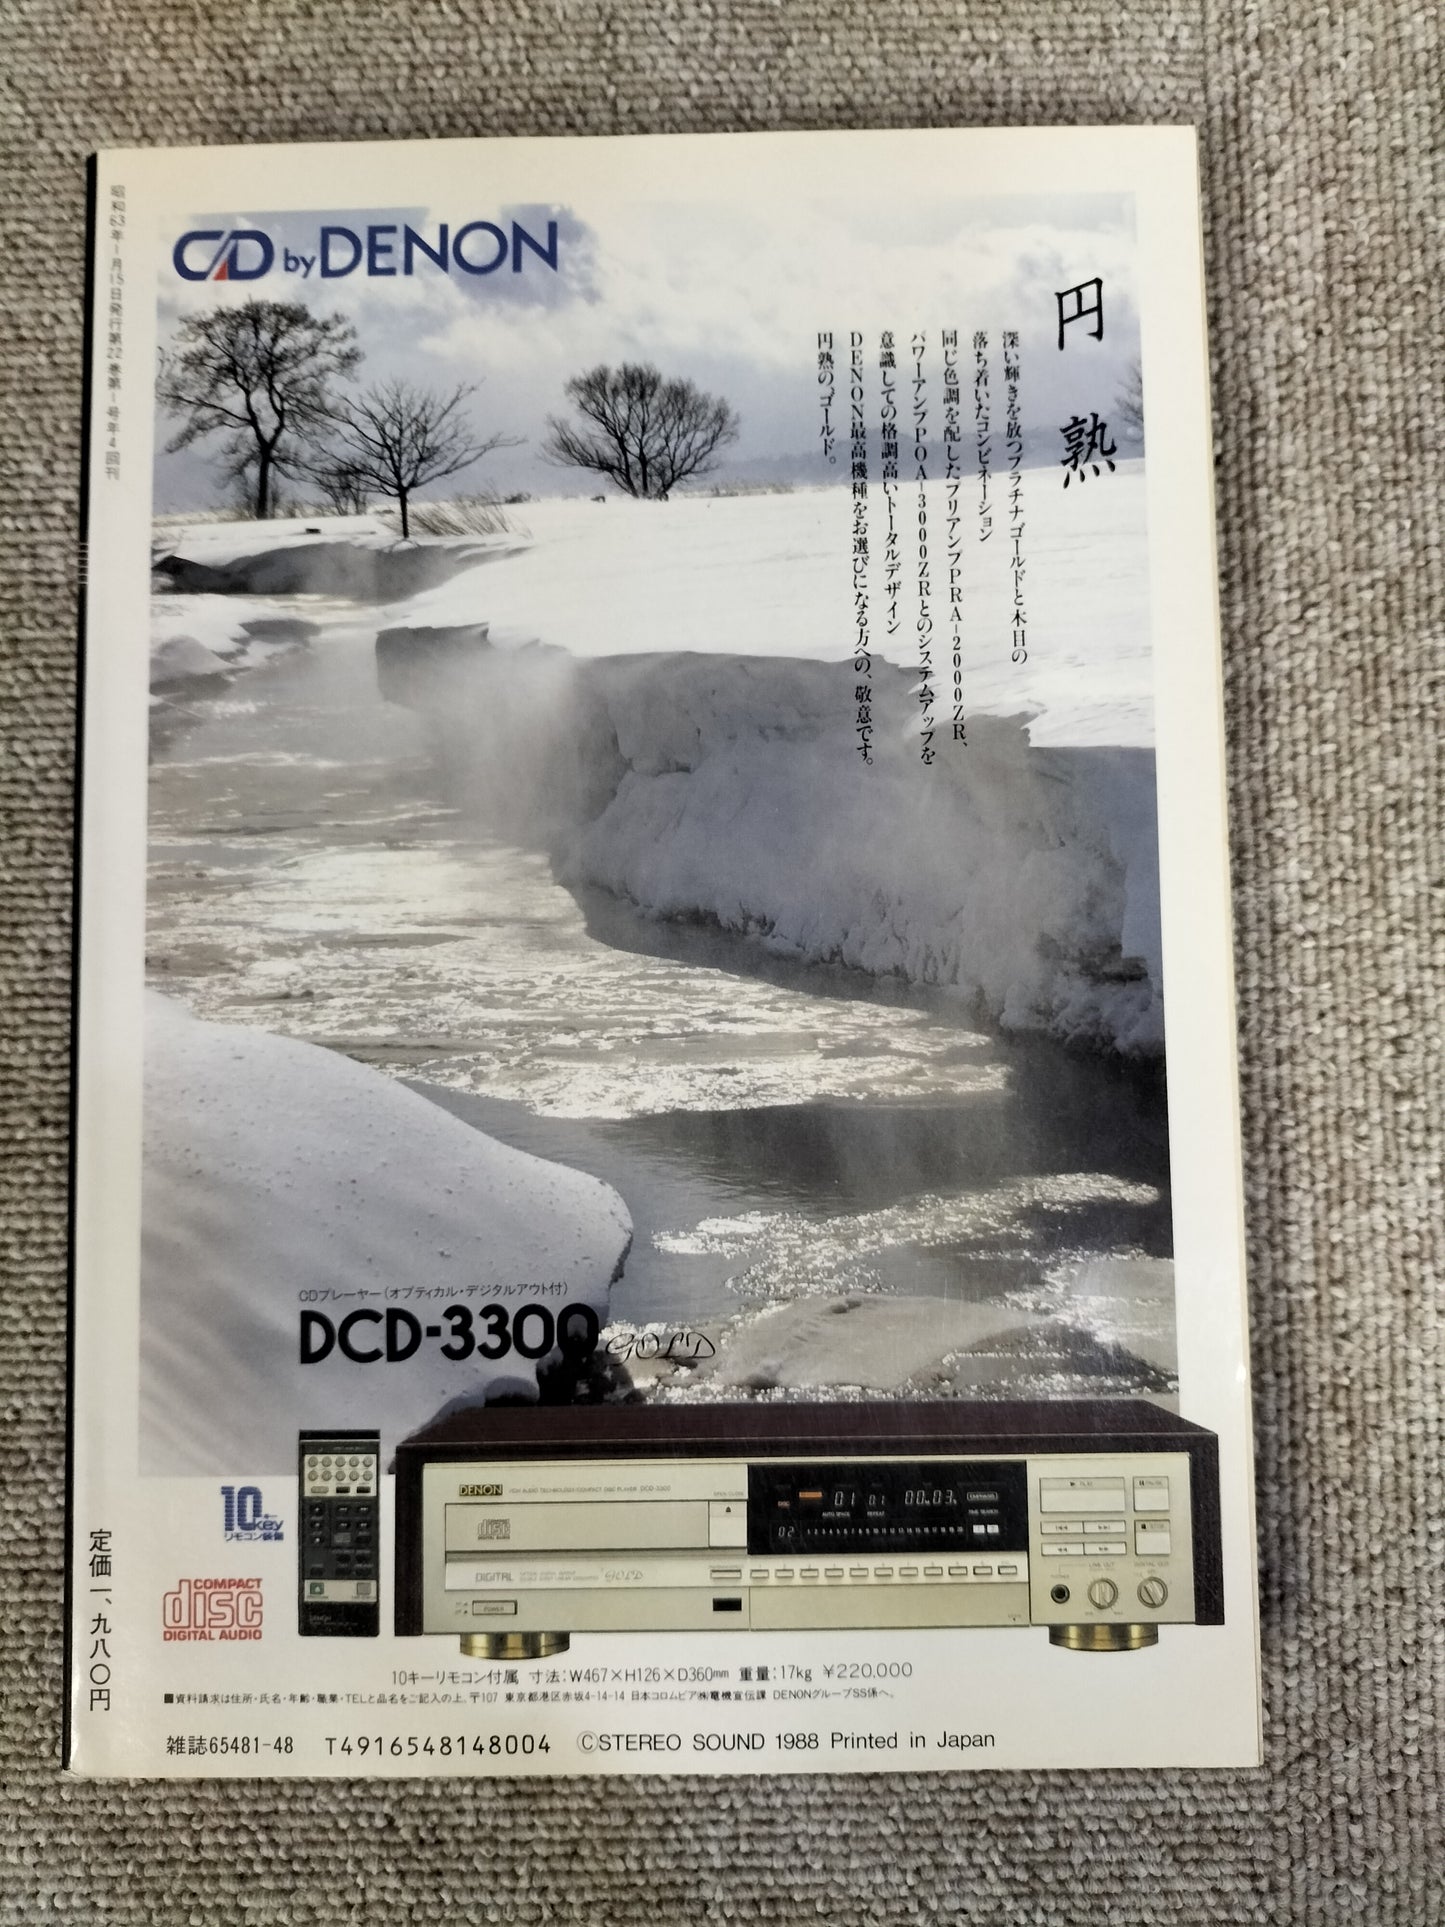 昭和63年1月15日発行第22巻第1号年4回刊
CD by DENON
円熟
深い輝きを放つプラチナゴールドと木目の
落ち着いたコンビネーション
同じ色調を配したプリアンプPRA-2000ZR、
パワーアンプPOA-3000ZRとのシステムアップを
意識しての格調高いトータルデザイン
DENON最高機種をお選びになる方への、敬意です。
円熟の“ゴールド”。
CDプレーヤー(オプティカル・デジタルアウト付)
DCD-3300 GOLD
DENON
COMPACT DISC PLAYER DCD-3300
OPEN/CLOSE
disc
DIGITAL AUDIO
01 01 00M03s
02
DIGITAL
GOLD
POWER
PLAY
10key
リモコン装備
COMPACT
disc
DIGITAL AUDIO
10キーリモコン付属 寸法:W467×H126×D360mm 重量:17kg ¥220,000
■資料請求は住所・氏名・年齢・職業・TELと品名をご記入の上、〒107 東京都港区赤坂4-14-14 日本コロムビア㈱電機宣伝課 DENONグループSS係へ。
定価一、九八〇円
雑誌65481-48 T4916548148004 ©STEREO SOUND 1988 Printed in Japan